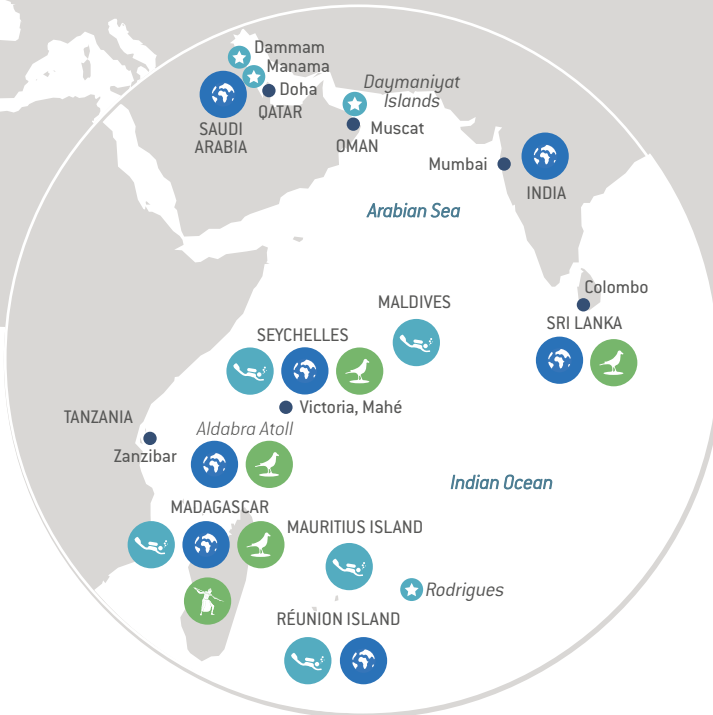 Dammam
Manama
Doha
QATAR
SAUDI
ARABIA
Daymaniyat
Islands
Muscat
OMAN
Mumbai
INDIA
Arabian Sea
Colombo
SRI LANKA
MALDIVES
SEYCHELLES
Victoria, Mahé
TANZANIA
Zanzibar
Aldabra Atoll
Indian Ocean
MADAGASCAR
MAURITIUS ISLAND
Rodrigues
RÉUNION ISLAND